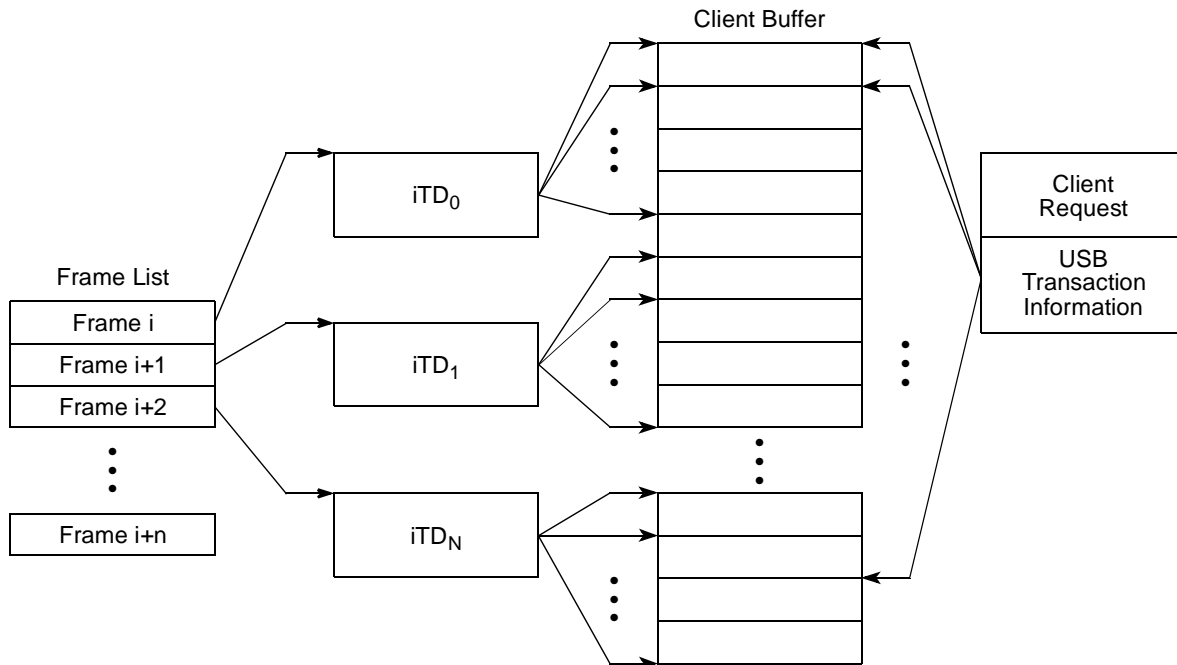 Client Buffer
Client
Request
USB
Transaction
Information
iTD0
Frame List
Frame i
Frame i+1
Frame i+2
iTD1
Frame i+n
iTDN